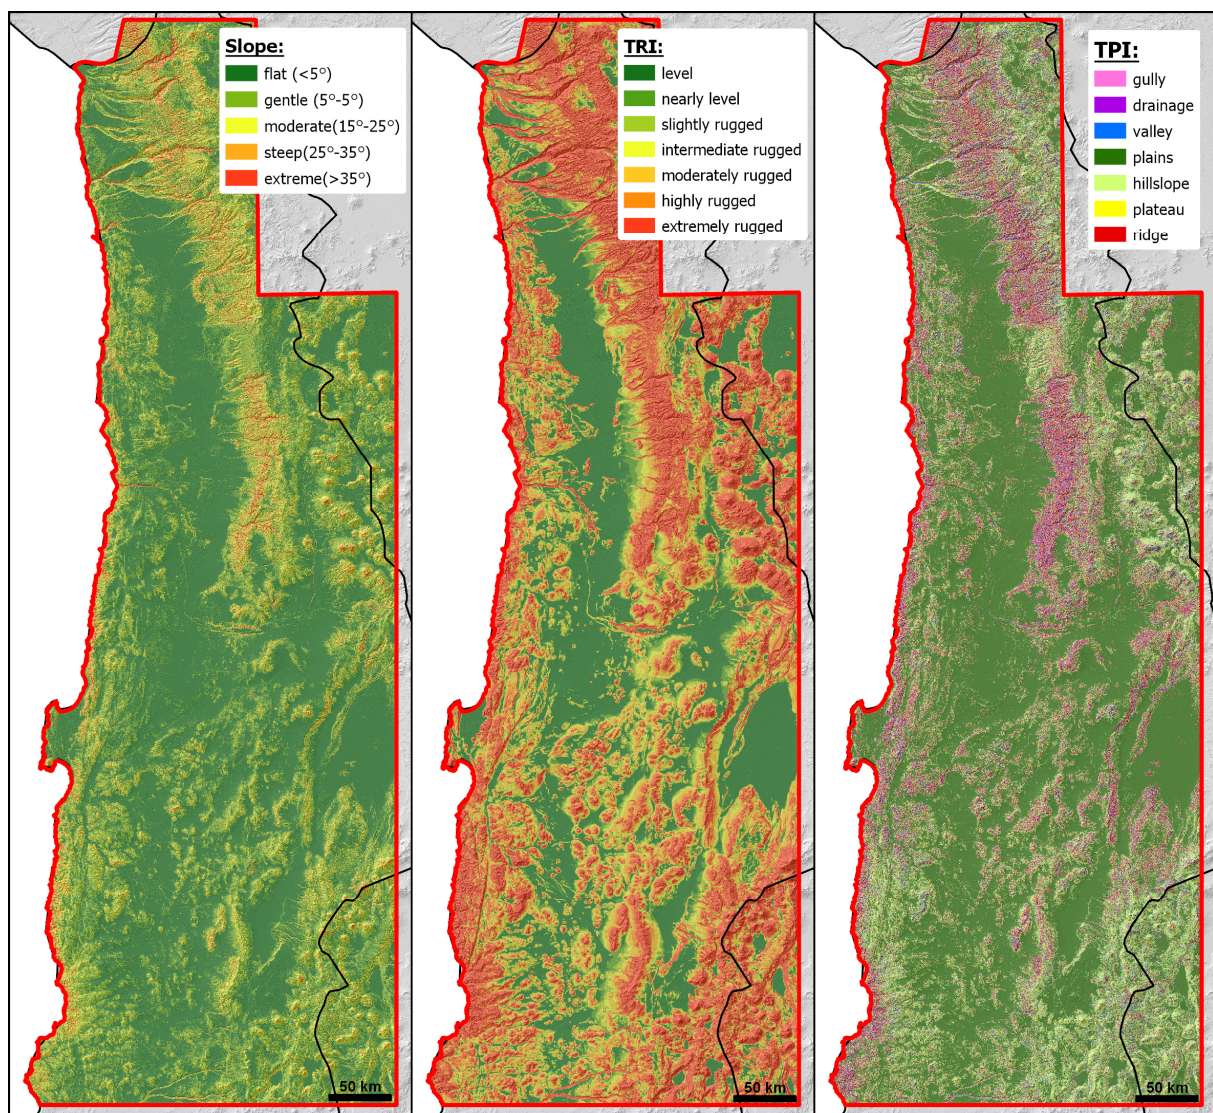 Slope:
flat (<5°)
gentle (5°-5°)
moderate(15°-25°)
steep(25°-35°)
extreme(>35°)
50 km
TRI:
level
nearly level
slightly rugged
intermediate rugged
moderately rugged
highly rugged
extremely rugged
50 km
TPI:
gully
drainage
valley
plains
hillslope
plateau
ridge
50 km